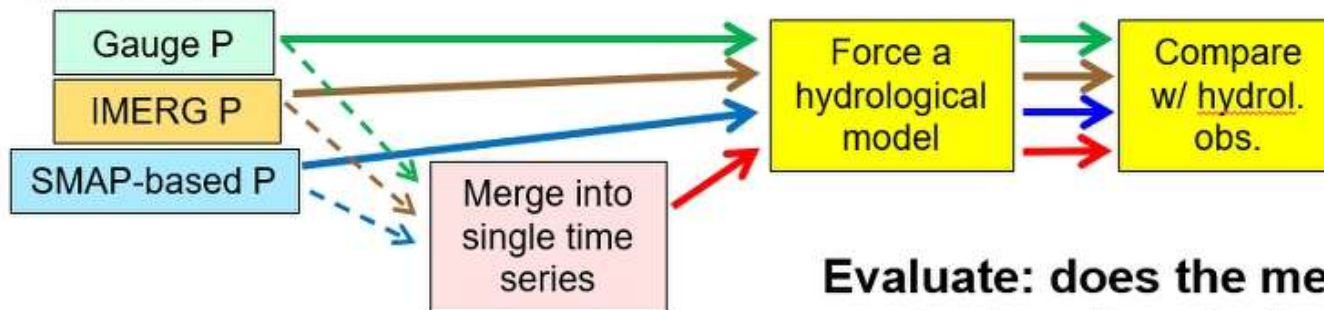 Gauge P
IMERG P
SMAP-based P
Merge into
single time
series
Force a
hydrological
model
Compare
w/ hydrol.
obs.
Evaluate: does the me